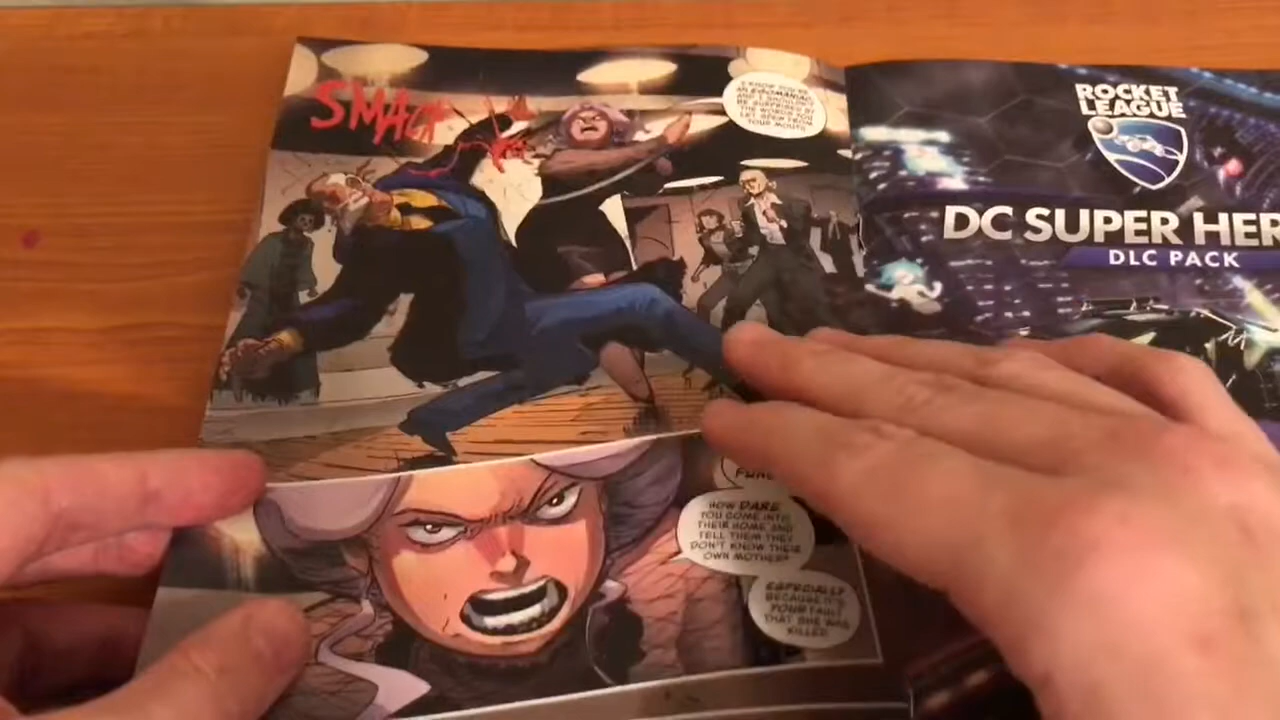 SMACK
I KNOW YOU'RE
AN EGOMANIAC,
AND I SHOULDN'T
BE SURPRISED BY
THE WORDS YOU
LET SPEW FROM
YOUR MOUTH.
HOW DARE
YOU COME INTO
THEIR HOME AND
TELL THEM THEY
DON'T KNOW THEIR
OWN MOTHER?
ESPECIALLY
BECAUSE IT'S
YOUR FAULT
THAT SHE WAS
KILLED.
ROCKET
LEAGUE
DC SUPER HER
DLC PACK